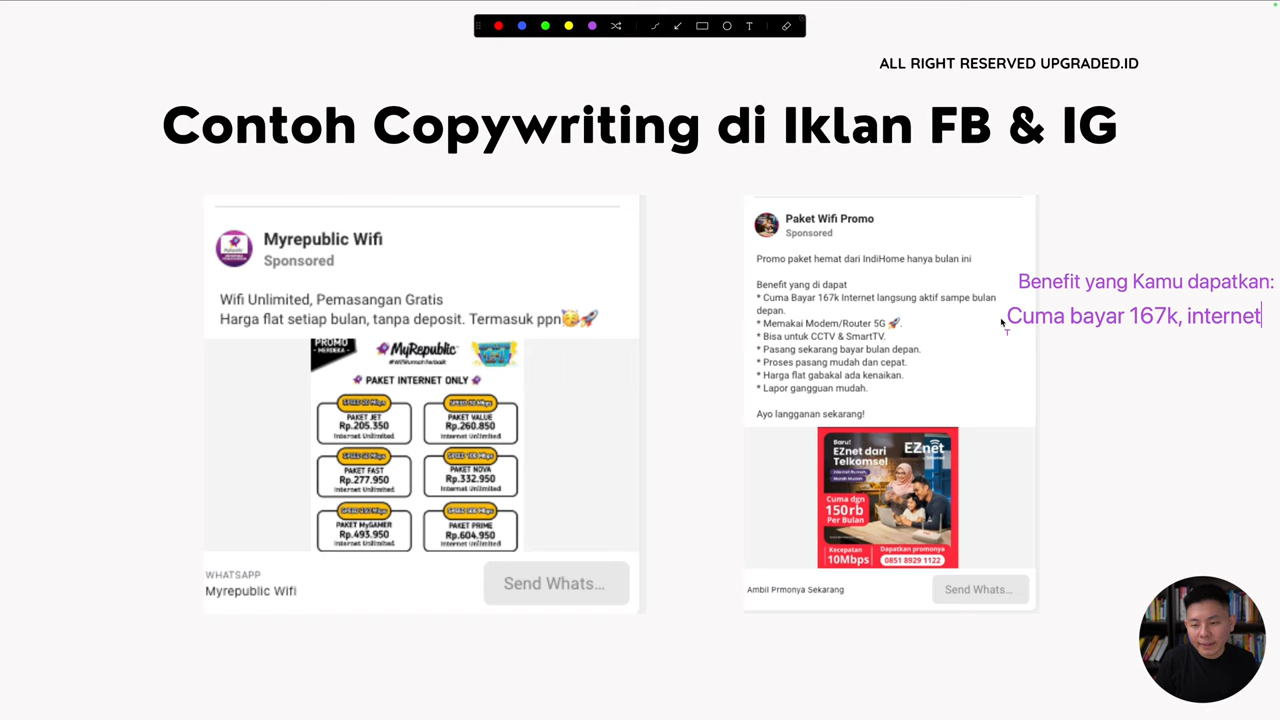 ALL RIGHT RESERVED UPGRADED.ID
Contoh Copywriting di Iklan FB & IG
Myrepublic Wifi
Sponsored
Wifi Unlimited, Pemasangan Gratis
Harga flat setiap bulan, tanpa deposit. Termasuk ppn🥳🚀
PROMO
MERDEKA
MyRepublic
PAKET INTERNET ONLY
PAKET JET
Rp.205.350
Internet Unlimited
PAKET VALUE
Rp.260.850
Internet Unlimited
PAKET FAST
Rp.277.950
Internet Unlimited
PAKET NOVA
Rp.332.950
Internet Unlimited
PAKET MyGAMER
Rp.493.950
Internet Unlimited
PAKET PRIME
Rp.604.950
Internet Unlimited
WHATSAPP
Myrepublic Wifi
Send Whats...
Paket Wifi Promo
Sponsored
Promo paket hemat dari IndiHome hanya bulan ini
Benefit yang di dapat
* Cuma Bayar 167k Internet langsung aktif sampe bulan
depan.
* Memakai Modem/Router 5G 🚀.
* Bisa untuk CCTV & SmartTV.
* Pasang sekarang bayar bulan depan.
* Proses pasang mudah dan cepat.
* Harga flat gabakal ada kenaikan.
* Lapor gangguan mudah.
Ayo langganan sekarang!
Baru!
EZnet dari
Telkomsel
EZnet
Internet Rumah,
Murah Mudah
Cuma dgn
150rb
Per Bulan
Kecepatan
10Mbps
Dapatkan promonya
0851 8929 1122
Ambil Prmonya Sekarang
Send Whats...
Benefit yang Kamu dapatkan:
Cuma bayar 167k, internet
T